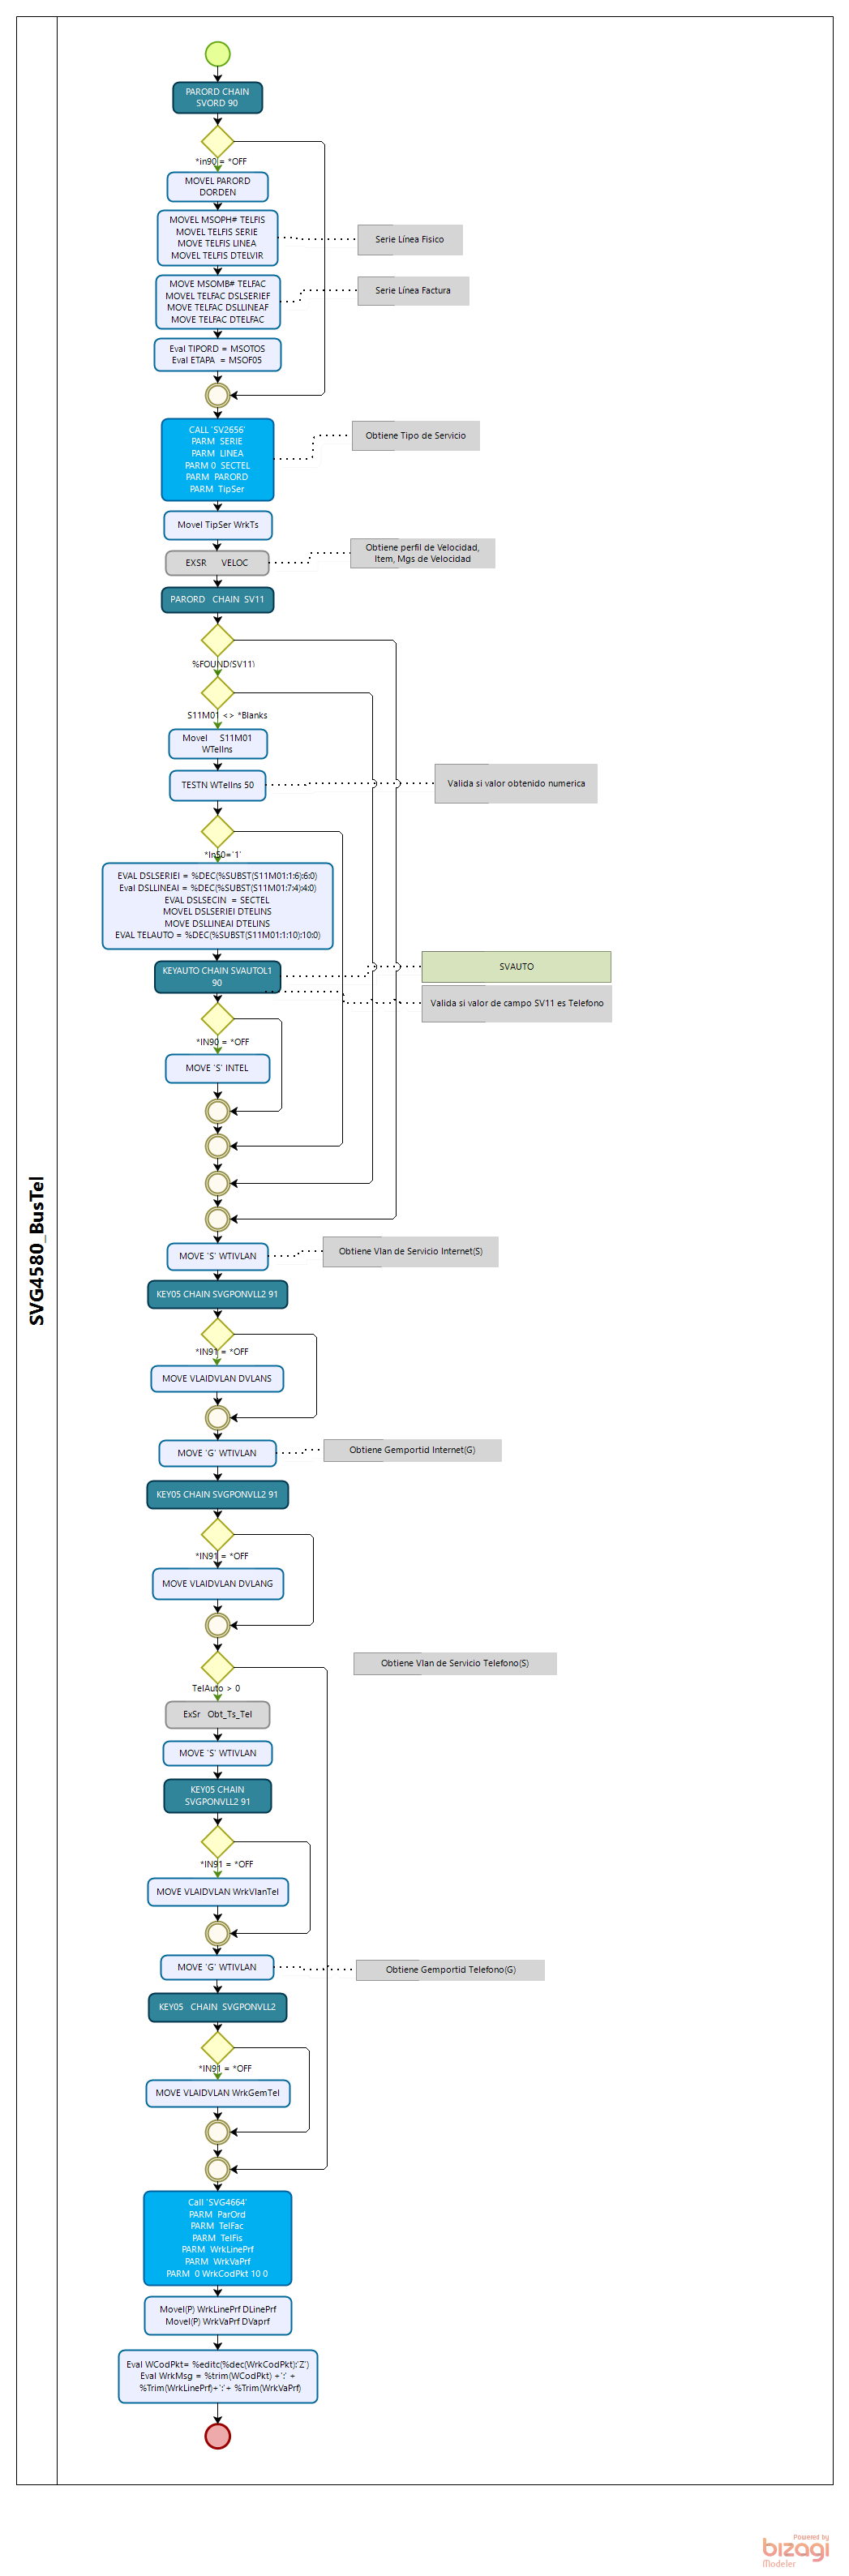 SVG4580_BusTel
PARORD CHAIN
SVORD 90
*in90 = *OFF
MOVEL PARORD
DORDEN
MOVEL MSOPH# TELFIS
MOVEL TELFIS SERIE
MOVE TELFIS LINEA
MOVEL TELFIS DTELVIR
Serie Línea Fisico
MOVE MSOMB# TELFAC
MOVEL TELFAC DSLSERIEF
MOVE TELFAC DSLLINEAF
MOVE TELFAC DTELFAC
Serie Línea Factura
Eval TIPORD = MSOTOS
Eval ETAPA = MSOF05
CALL 'SV2656'
PARM SERIE
PARM LINEA
PARM 0 SECTEL
PARM PARORD
PARM TipSer
Obtiene Tipo de Servicio
Movel TipSer WrkTs
EXSR VELOC
Obtiene perfil de Velocidad,
Item, Mgs de Velocidad
PARORD CHAIN SV11
%FOUND(SV11)
S11M01 <> *Blanks
Movel S11M01
WTelIns
TESTN WTelIns 50
Valida si valor obtenido numerica
*In50='1'
EVAL DSLSERIEI = %DEC(%SUBST(S11M01:1:6):6:0)
Eval DSLLINEAI = %DEC(%SUBST(S11M01:7:4):4:0)
EVAL DSLSECIN = SECTEL
MOVEL DSLSERIEI DTELINS
MOVE DSLLINEAI DTELINS
EVAL TELAUTO = %DEC(%SUBST(S11M01:1:10):10:0)
KEYAUTO CHAIN SVAUTOL1
90
SVAUTO
Valida si valor de campo SV11 es Telefono
*IN90 = *OFF
MOVE 'S' INTEL
MOVE 'S' WTIVLAN
Obtiene Vlan de Servicio Internet(S)
KEY05 CHAIN SVGPONVLL2 91
*IN91 = *OFF
MOVE VLAIDVLAN DVLANS
MOVE 'G' WTIVLAN
Obtiene Gemportid Internet(G)
KEY05 CHAIN SVGPONVLL2 91
*IN91 = *OFF
MOVE VLAIDVLAN DVLANG
Obtiene Vlan de Servicio Telefono(S)
TelAuto > 0
ExSr Obt_Ts_Tel
MOVE 'S' WTIVLAN
KEY05 CHAIN
SVGPONVLL2 91
*IN91 = *OFF
MOVE VLAIDVLAN WrkVlanTel
MOVE 'G' WTIVLAN
Obtiene Gemportid Telefono(G)
KEY05 CHAIN SVGPONVLL2
*IN91 = *OFF
MOVE VLAIDVLAN WrkGemTel
Call 'SVG4664'
PARM ParOrd
PARM TelFac
PARM TelFis
PARM WrkLinePrf
PARM WrkVaPrf
PARM 0 WrkCodPkt 10 0
Movel(P) WrkLinePrf DLinePrf
Movel(P) WrkVaPrf DVaprf
Eval WCodPkt= %editc(%dec(WrkCodPkt):'Z')
Eval WrkMsg = %trim(WCodPkt) +':' +
%Trim(WrkLinePrf)+':'+ %Trim(WrkVaPrf)
Powered by
bizagi
Modeler